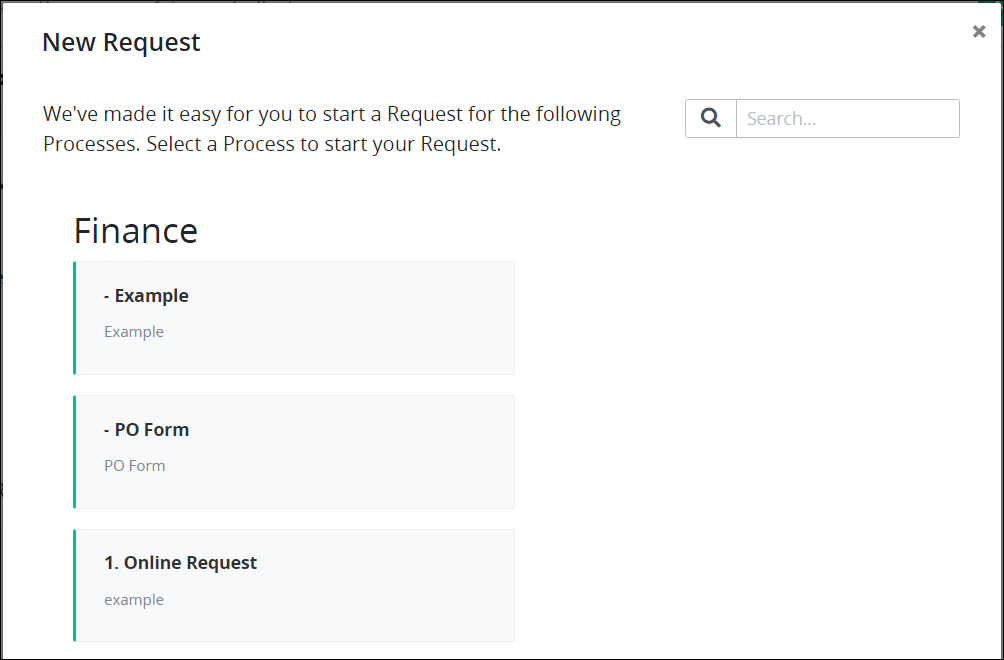 New Request
We've made it easy for you to start a Request for the following
Processes. Select a Process to start your Request.
Search...
Finance
- Example
Example
- PO Form
PO Form
1. Online Request
example